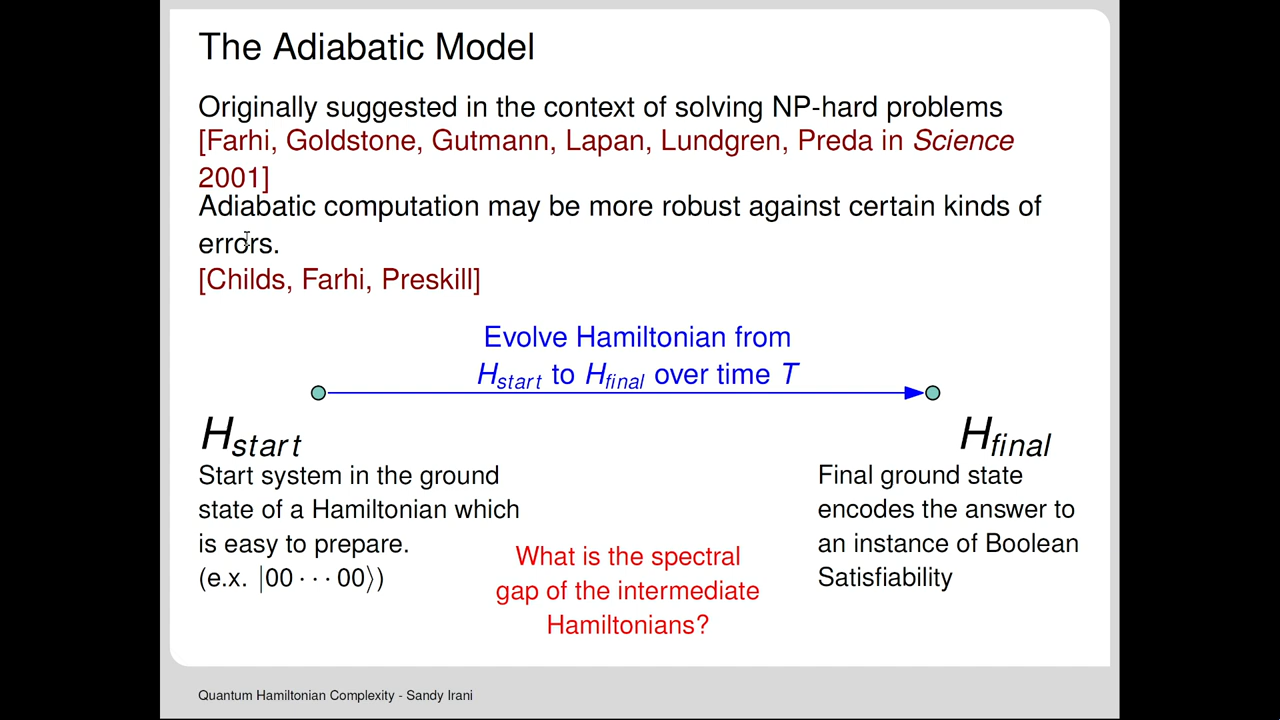 The Adiabatic Model
Originally suggested in the context of solving NP-hard problems
[Farhi, Goldstone, Gutmann, Lapan, Lundgren, Preda in Science
2001]
Adiabatic computation may be more robust against certain kinds of
errors.
[Childs, Farhi, Preskill]
Evolve Hamiltonian from
H_start to H_final over time T
H_start
Start system in the ground
state of a Hamiltonian which
is easy to prepare.
(e.x. |00⋯00⟩)
What is the spectral
gap of the intermediate
Hamiltonians?
H_final
Final ground state
encodes the answer to
an instance of Boolean
Satisfiability
Quantum Hamiltonian Complexity - Sandy Irani